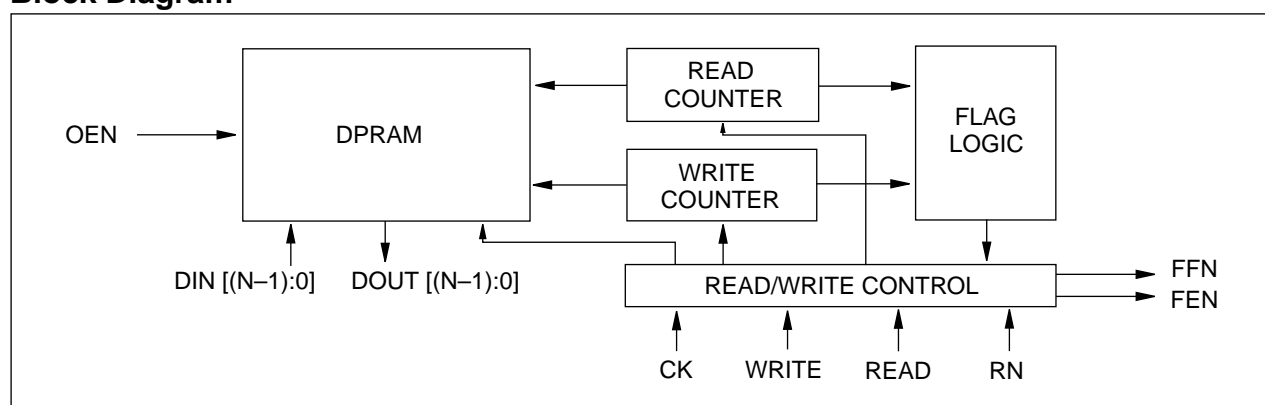 Block Diagram
READ
COUNTER
FLAG
LOGIC
OEN
DPRAM
WRITE
COUNTER
DIN [(N–1):0]
DOUT [(N–1):0]
READ/WRITE CONTROL
FFN
FEN
CK
WRITE
READ
RN